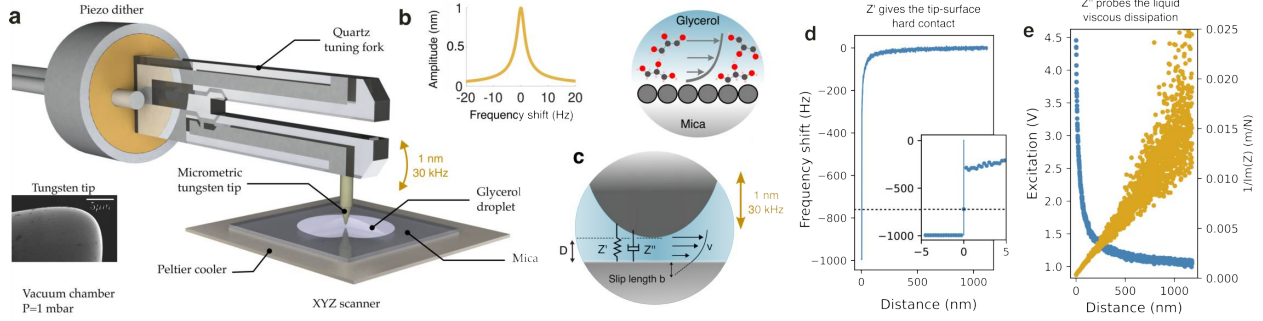 a
Piezo dither
Quartz
tuning fork
1 nm
30 kHz
Micrometric
tungsten tip
Glycerol
droplet
Tungsten tip
5μm
Peltier cooler
Mica
Vacuum chamber
P=1 mbar
XYZ scanner
b
Amplitude (nm)
1
0.5
0
-20
-10
0
10
20
Frequency shift (Hz)
Glycerol
Mica
c
1 nm
30 kHz
D
Z'
Z''
v
Slip length b
d
Z' gives the tip-surface
hard contact
Frequency shift (Hz)
0
−200
−400
−600
−800
−1000
0
−500
−1000
−5
0
5
0
500
1000
Distance (nm)
e
Z'' probes the liquid
viscous dissipation
Excitation (V)
4.5
4.0
3.5
3.0
2.5
2.0
1.5
1.0
0
500
1000
Distance (nm)
0.025
0.020
0.015
0.010
0.005
0.000
1/Im(Z) (m/N)